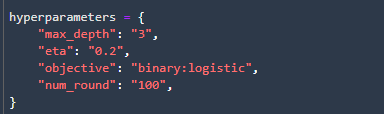 hyperparameters = {
    "max_depth": "3",
    "eta": "0.2",
    "objective": "binary:logistic",
    "num_round": "100",
}